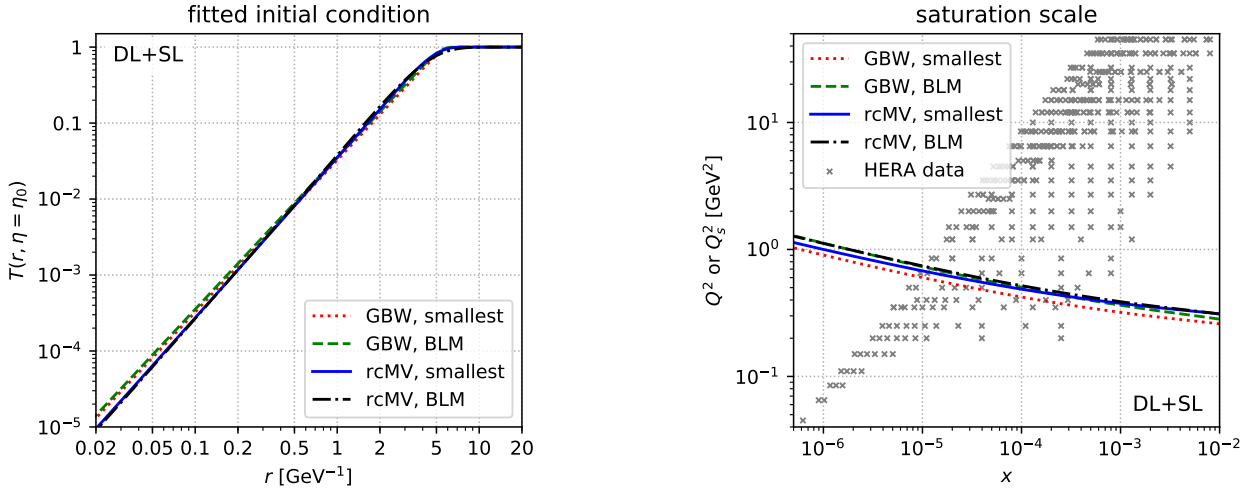 fitted initial condition
DL+SL
1
0.1
10⁻²
10⁻³
10⁻⁴
10⁻⁵
T(r, η = η₀)
GBW, smallest
GBW, BLM
rcMV, smallest
rcMV, BLM
0.02 0.05 0.1 0.2 0.5 1 2 5 10 20
r [GeV⁻¹]
saturation scale
GBW, smallest
GBW, BLM
rcMV, smallest
rcMV, BLM
HERA data
10¹
10⁰
10⁻¹
Q² or Qₛ² [GeV²]
DL+SL
10⁻⁶ 10⁻⁵ 10⁻⁴ 10⁻³ 10⁻²
x